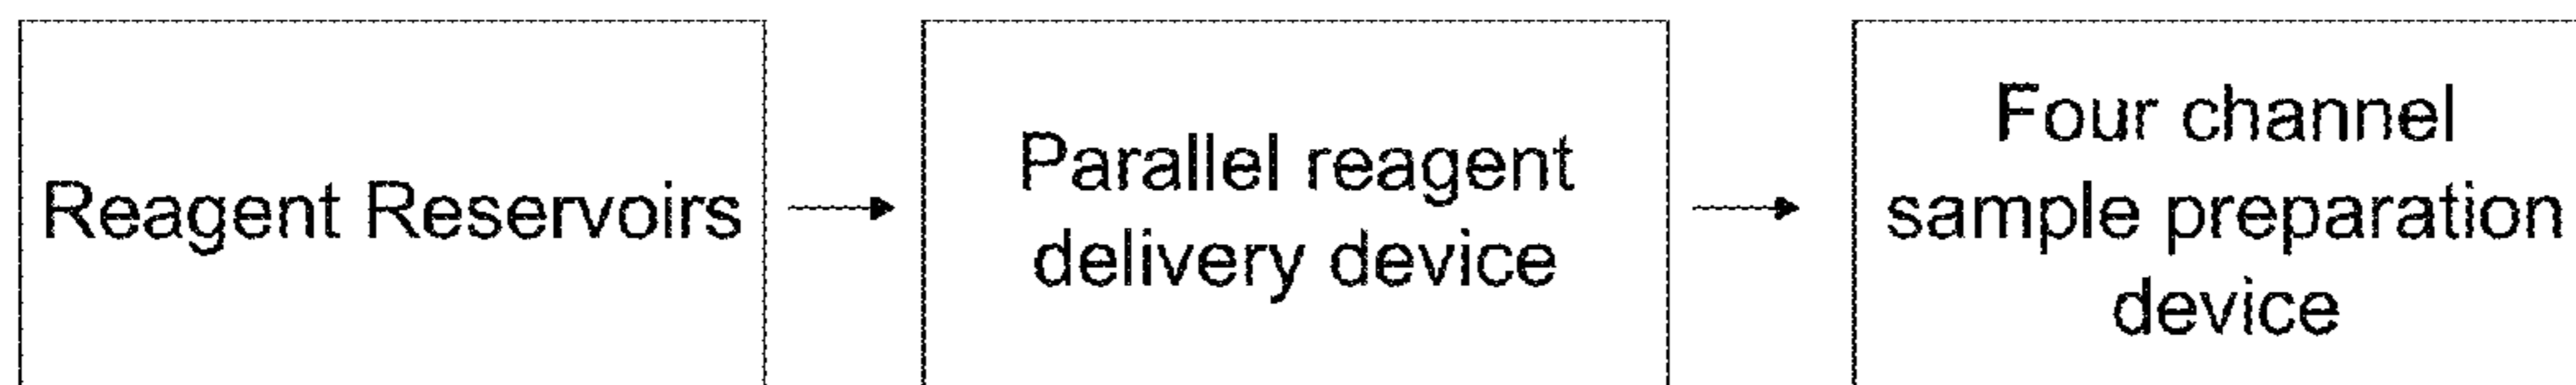 Reagent Reservoirs
Parallel reagent
delivery device
Four channel
sample preparation
device